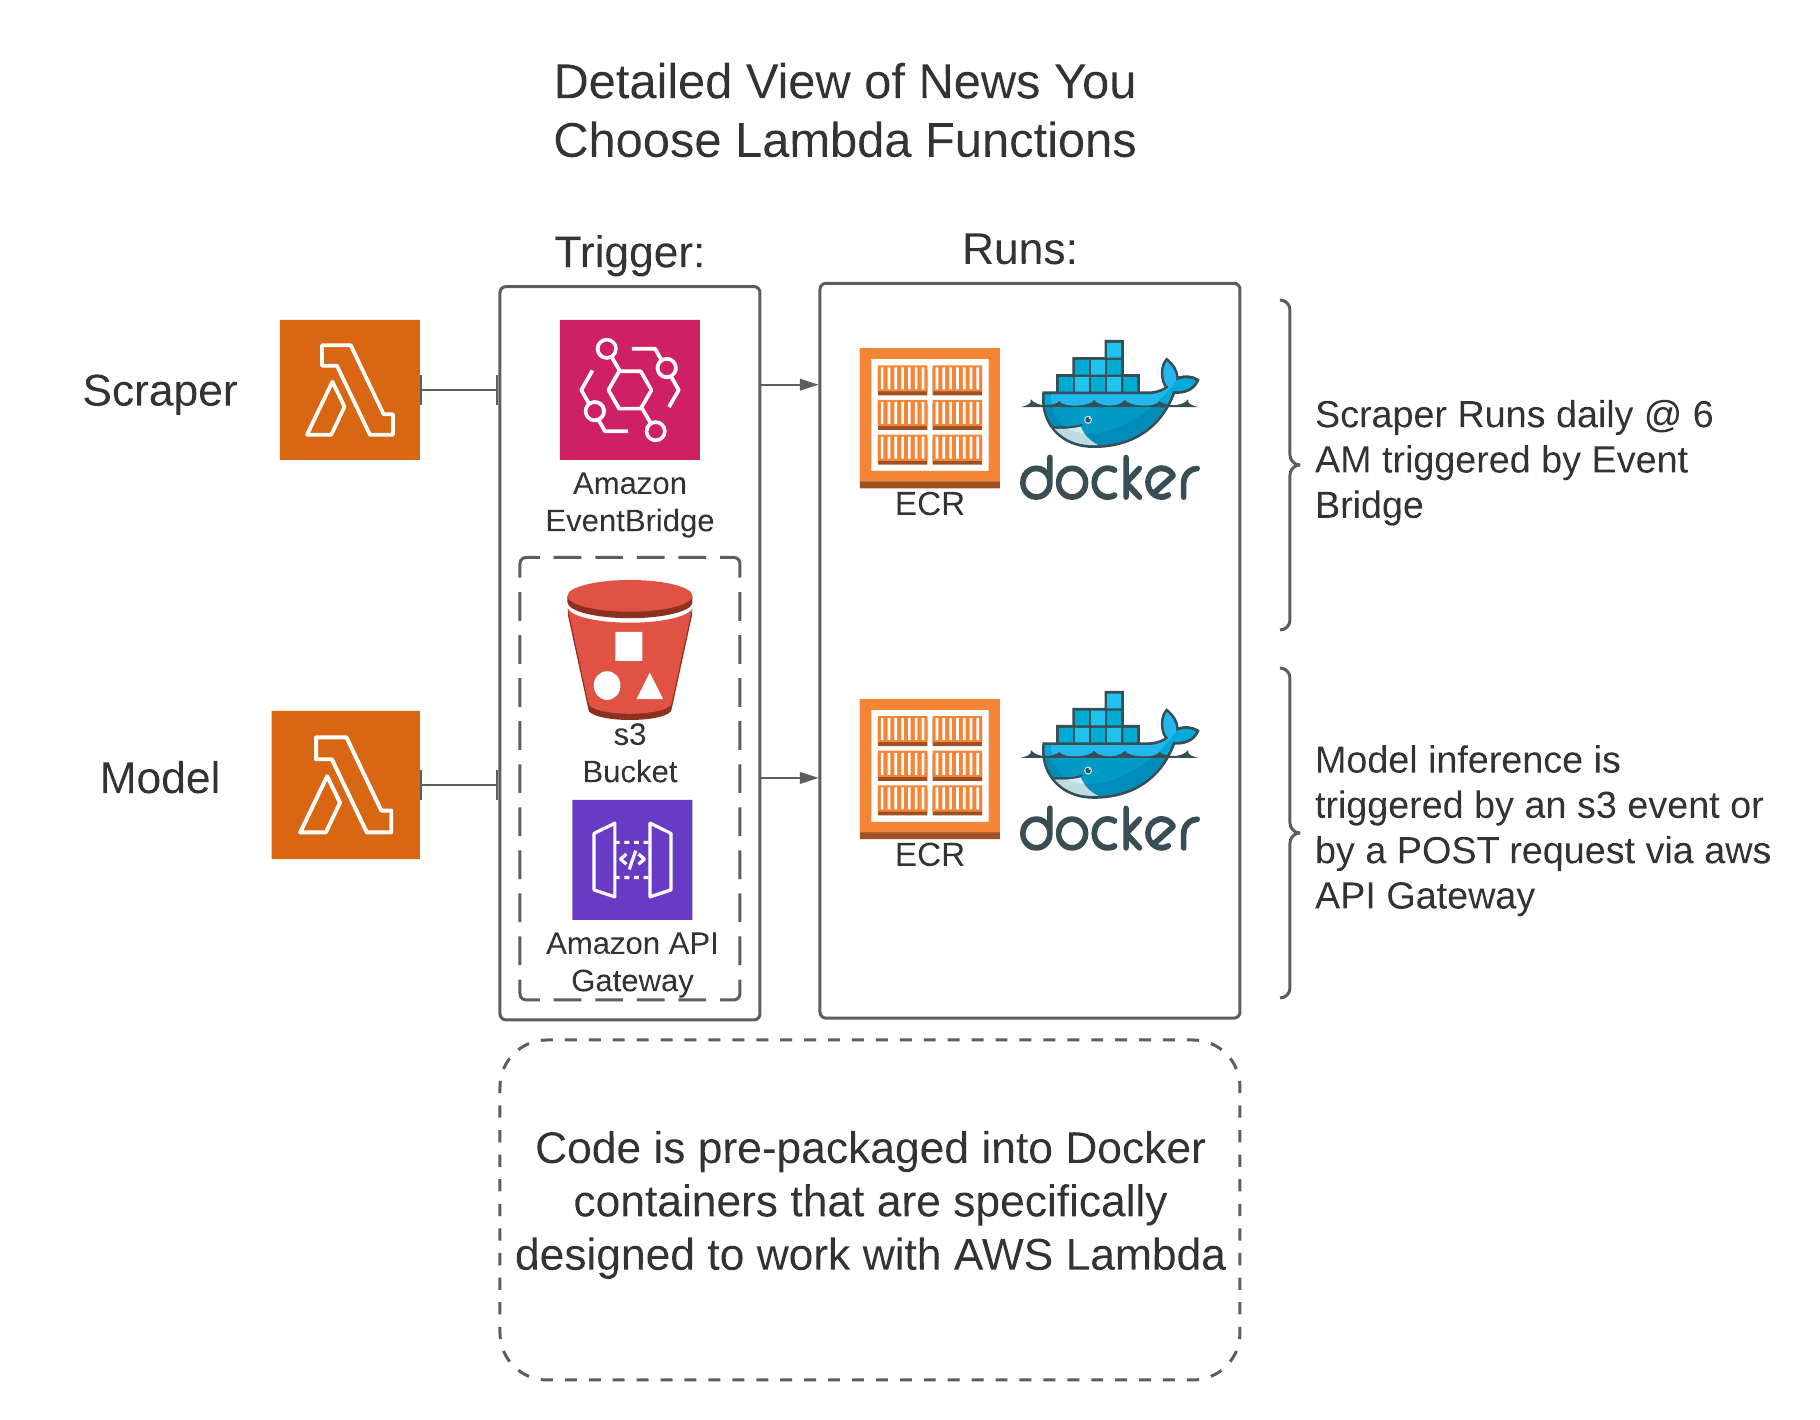 Detailed View of News You
Choose Lambda Functions
Trigger:
Runs:
Scraper
Amazon
EventBridge
ECR
docker
Scraper Runs daily @ 6
AM triggered by Event
Bridge
Model
s3
Bucket
Amazon API
Gateway
ECR
docker
Model inference is
triggered by an s3 event or
by a POST request via aws
API Gateway
Code is pre-packaged into Docker
containers that are specifically
designed to work with AWS Lambda